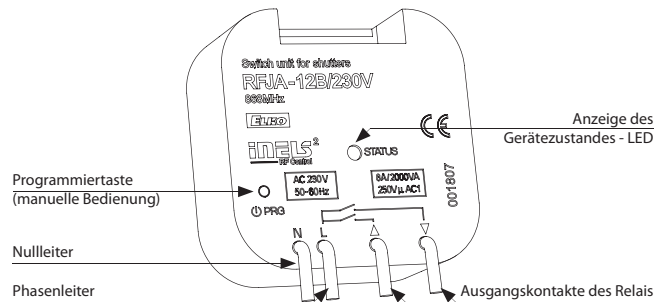 Switch unit for shutters
RFJA-12B/230V
868MHz
ELKO
iNELS²
RF Control
STATUS
CE
AC 230V
50-60Hz
8A/2000VA
250V µ AC1
001807
PRG
N L
Anzeige des
Gerätezustandes - LED
Programmiertaste
(manuelle Bedienung)
Nullleiter
Phasenleiter
Ausgangskontakte des Relais